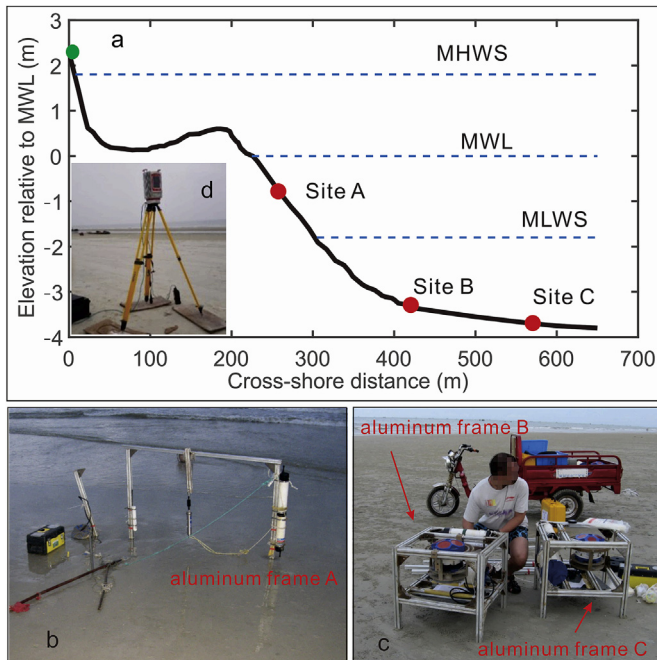 a
3
2
1
0
-1
-2
-3
-4
Elevation relative to MWL (m)
MHWS
MWL
MLWS
Site A
Site B
Site C
d
0
100
200
300
400
500
600
700
Cross-shore distance (m)
aluminum frame A
b
aluminum frame B
aluminum frame C
c